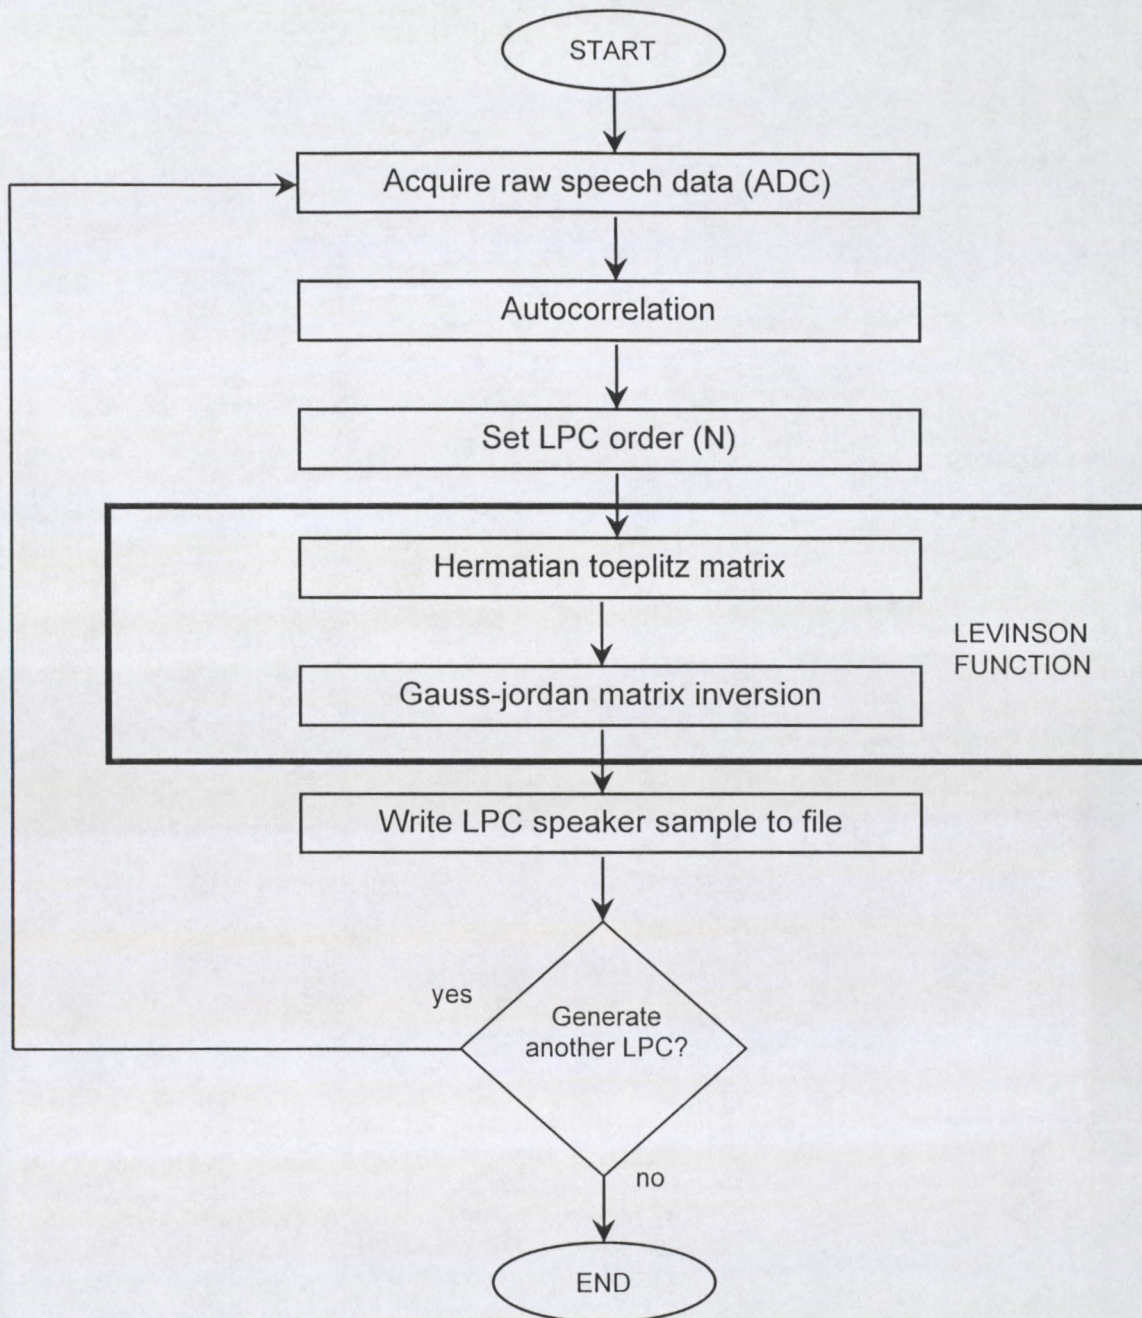 START
Acquire raw speech data (ADC)
Autocorrelation
Set LPC order (N)
Hermatian toeplitz matrix
LEVINSON
FUNCTION
Gauss-jordan matrix inversion
Write LPC speaker sample to file
yes
Generate
another LPC?
no
END